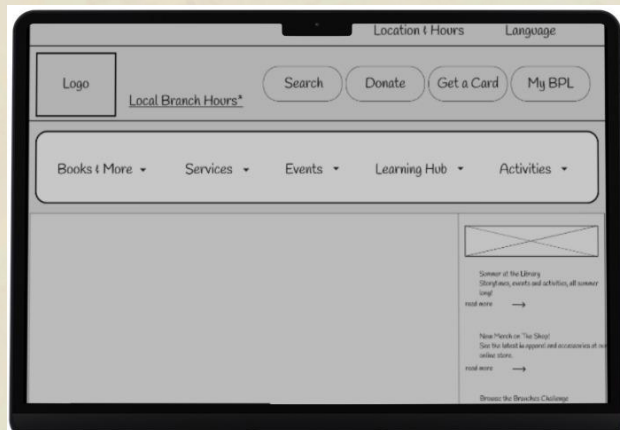 Location & Hours Language
Logo
Local Branch Hours*
Search Donate Get a Card My BPL
Books & More Services Events Learning Hub Activities
Summer at the Library
Storytimes, events and activities, all summer
long!
read more
New Merch on The Shop!
See the latest in apparel and accessories at our
online store.
read more
Browse the Branches Challenge